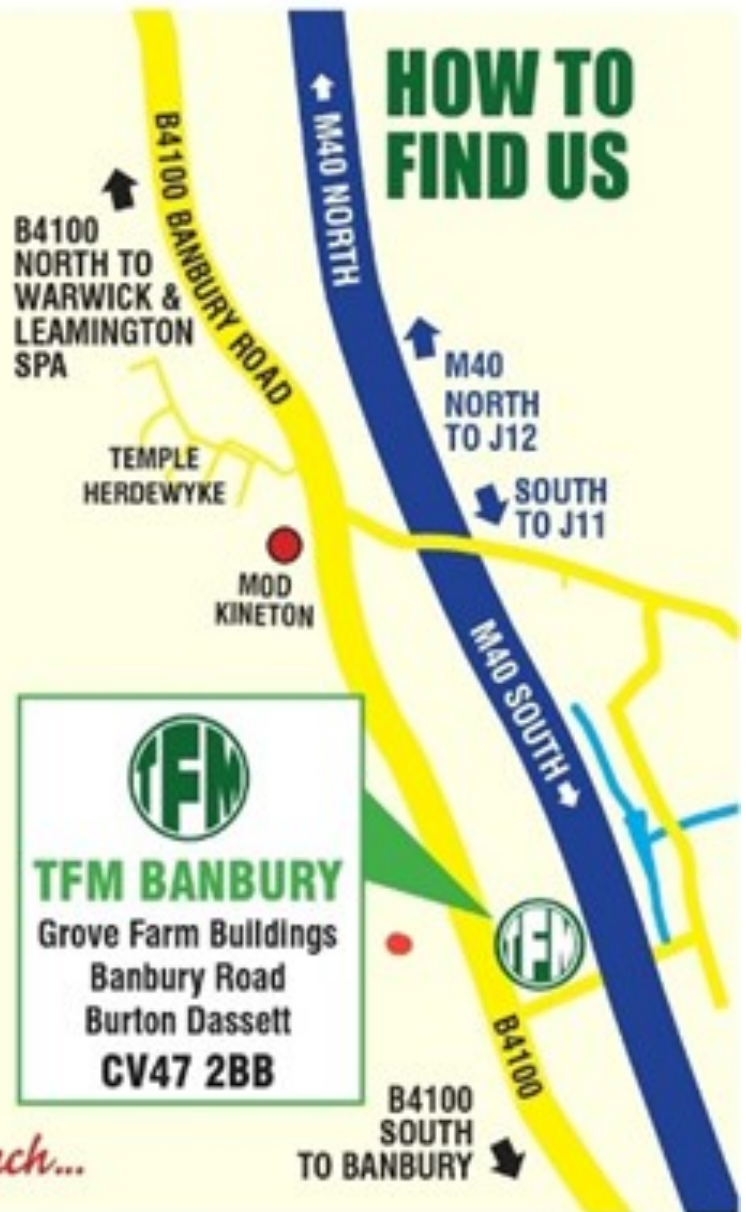 HOW TO
FIND US
B4100 BANBURY ROAD
M40 NORTH
B4100
NORTH TO
WARWICK &
LEAMINGTON
SPA
M40
NORTH
TO J12
SOUTH
TO J11
TEMPLE
HERDEWYKE
MOD
KINETON
M40 SOUTH
TFM
TFM BANBURY
Grove Farm Buildings
Banbury Road
Burton Dassett
CV47 2BB
TFM
B4100
B4100
SOUTH
TO BANBURY